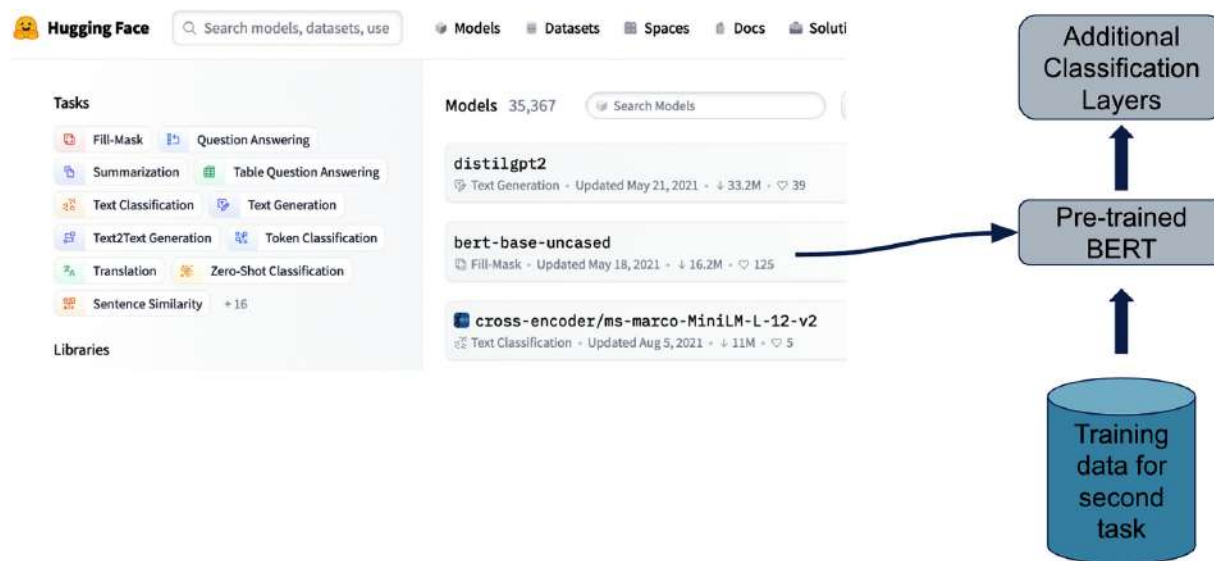 Hugging Face
Search models, datasets, use
Models
Datasets
Spaces
Docs
Soluti
Tasks
Fill-Mask
Question Answering
Summarization
Table Question Answering
Text Classification
Text Generation
Text2Text Generation
Token Classification
Translation
Zero-Shot Classification
Sentence Similarity
+ 16
Libraries
Models 35,367
Search Models
distilgpt2
Text Generation • Updated May 21, 2021 • ↓ 33.2M • ♡ 39
bert-base-uncased
Fill-Mask • Updated May 18, 2021 • ↓ 16.2M • ♡ 125
cross-encoder/ms-marco-MiniLM-L-12-v2
Text Classification • Updated Aug 5, 2021 • ↓ 11M • ♡ 5
Additional
Classification
Layers
Pre-trained
BERT
Training
data for
second
task